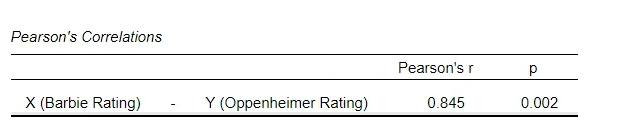 Pearson's Correlations
Pearson's r p
X (Barbie Rating) - Y (Oppenheimer Rating) 0.845 0.002